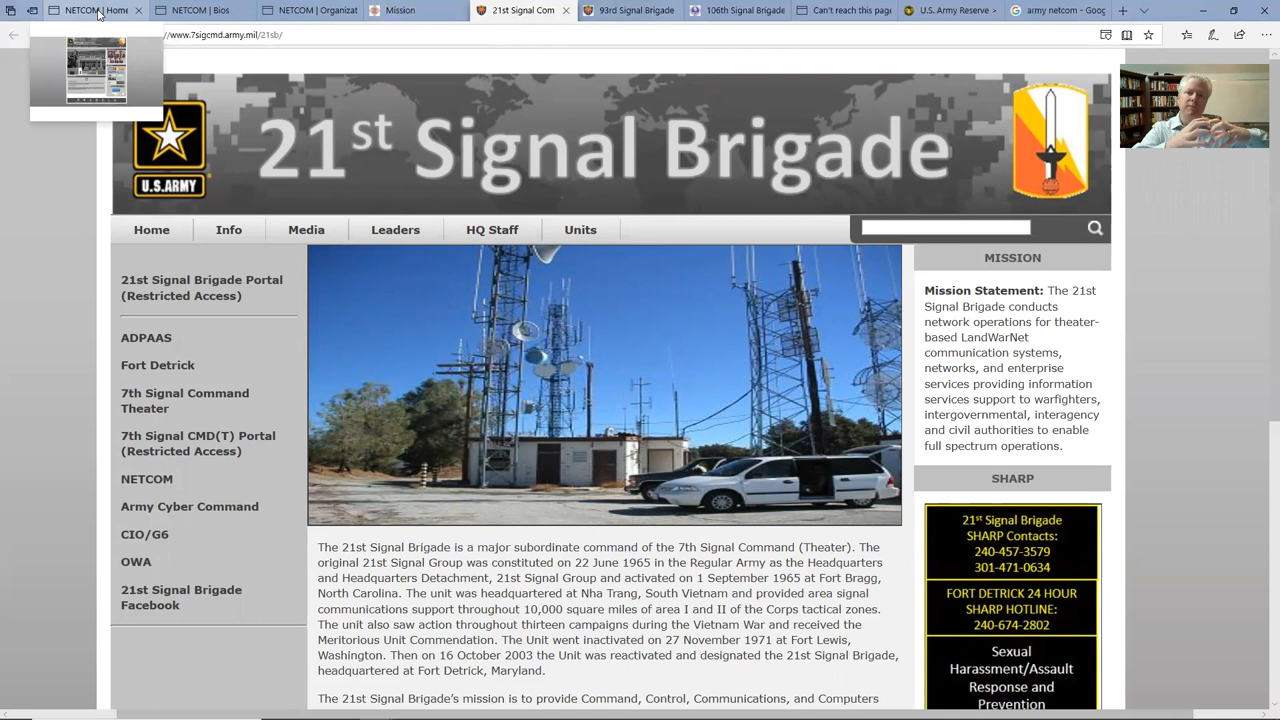 NETCOM | Home
NETCOM | Bios
NETCOM | Organizat
Mission
21st Signal Com
93rd Signal Brigade
106th Signal Brigade
Can't reach this page
U.S. Army Reserve >
army netcom - Goog
/www.7sigcmd.army.mil/21sb/
U.S.ARMY
21st Signal Brigade
Home
Info
Media
Leaders
HQ Staff
Units
21st Signal Brigade Portal
(Restricted Access)
ADPAAS
Fort Detrick
7th Signal Command
Theater
7th Signal CMD(T) Portal
(Restricted Access)
NETCOM
Army Cyber Command
CIO/G6
OWA
21st Signal Brigade
Facebook
The 21st Signal Brigade is a major subordinate command of the 7th Signal Command (Theater). The
original 21st Signal Group was constituted on 22 June 1965 in the Regular Army as the Headquarters
and Headquarters Detachment, 21st Signal Group and activated on 1 September 1965 at Fort Bragg,
North Carolina. The unit was headquartered at Nha Trang, South Vietnam and provided area signal
communications support throughout 10,000 square miles of area I and II of the Corps tactical zones.
The unit also saw action throughout thirteen campaigns during the Vietnam War and received the
Meritorious Unit Commendation. The Unit went inactivated on 27 November 1971 at Fort Lewis,
Washington. Then on 16 October 2003 the Unit was reactivated and designated the 21st Signal Brigade,
headquartered at Fort Detrick, Maryland.
The 21st Signal Brigade's mission is to provide Command, Control, Communications, and Computers
MISSION
Mission Statement: The 21st
Signal Brigade conducts
network operations for theater-
based LandWarNet
communication systems,
networks, and enterprise
services providing information
services support to warfighters,
intergovernmental, interagency
and civil authorities to enable
full spectrum operations.
SHARP
21st Signal Brigade
SHARP Contacts:
240-457-3579
301-471-0634
FORT DETRICK 24 HOUR
SHARP HOTLINE:
240-674-2802
Sexual
Harassment/Assault
Response and
Prevention